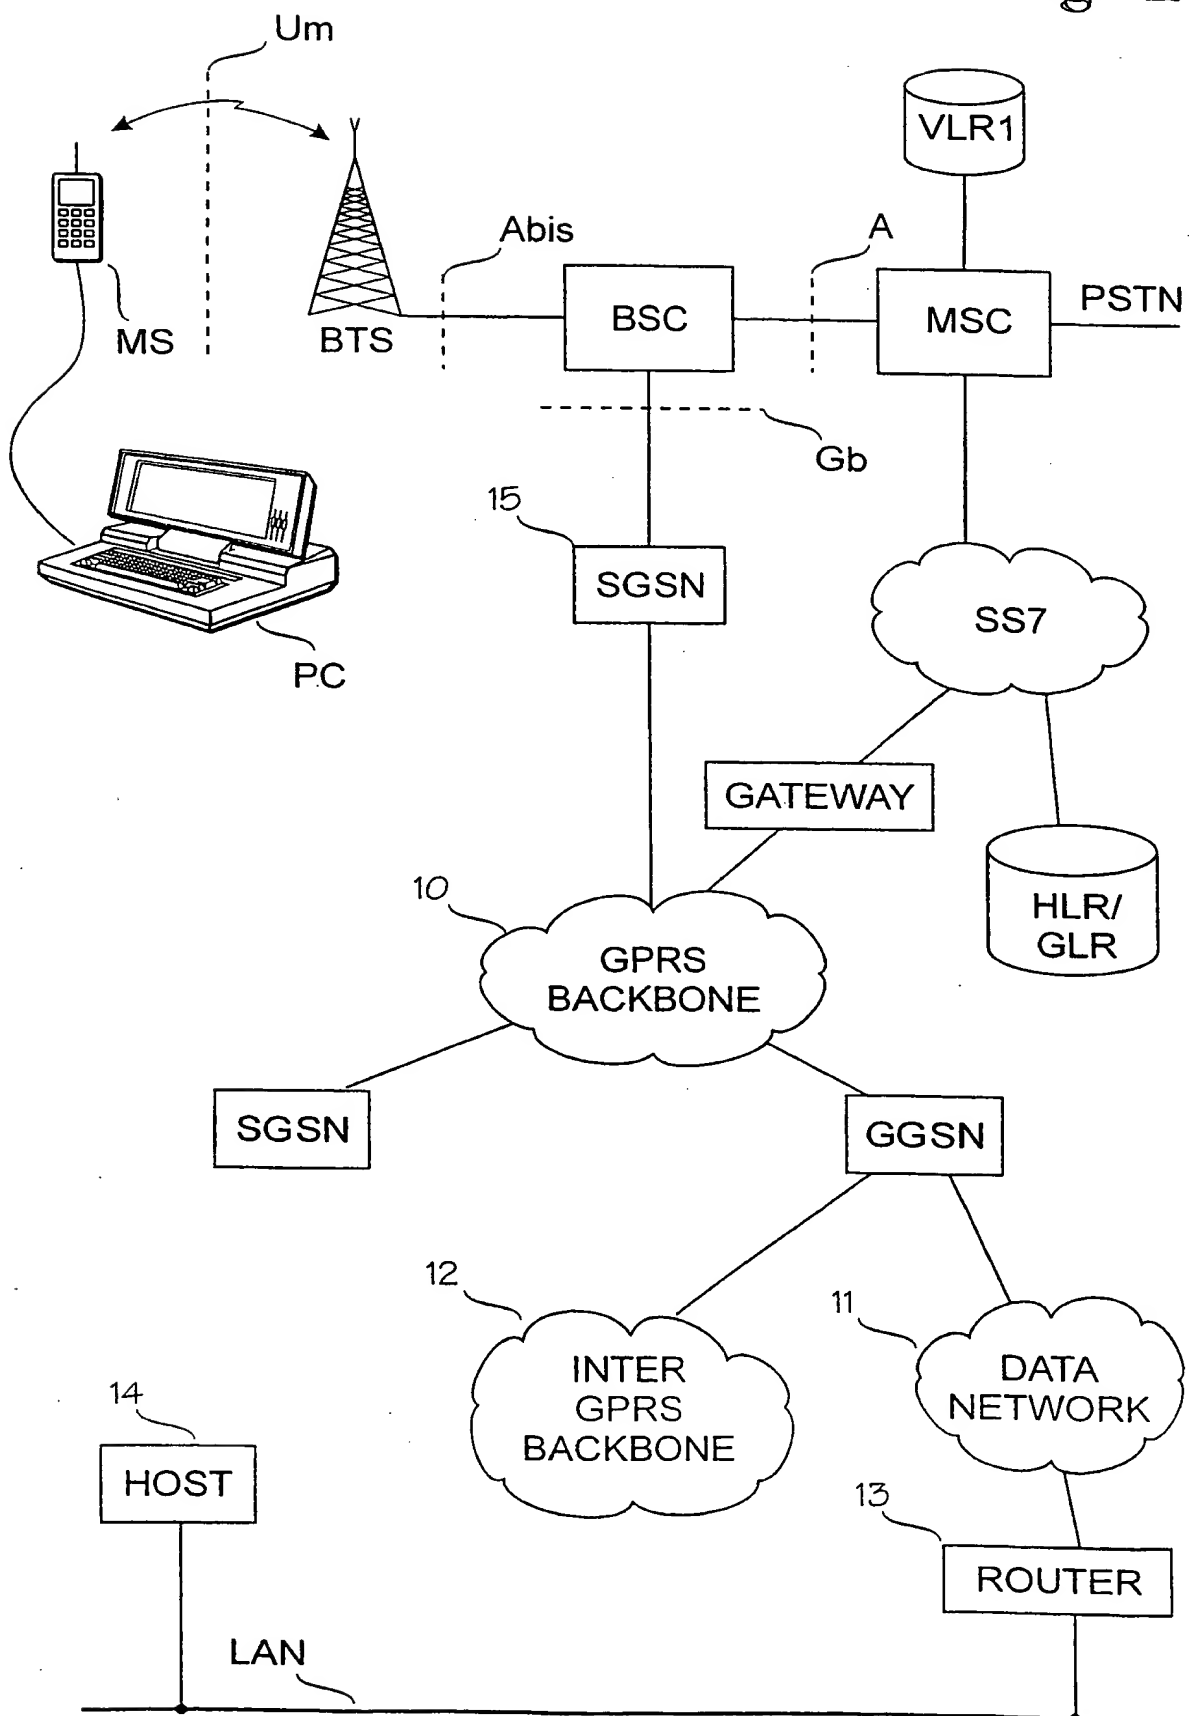 Um
VLR1
Abis
A
MS
BTS
BSC
MSC
PSTN
Gb
15
SGSN
SS7
PC
GATEWAY
10
GPRS
BACKBONE
HLR/
GLR
SGSN
GGSN
12
11
INTER
GPRS
BACKBONE
DATA
NETWORK
14
HOST
13
ROUTER
LAN